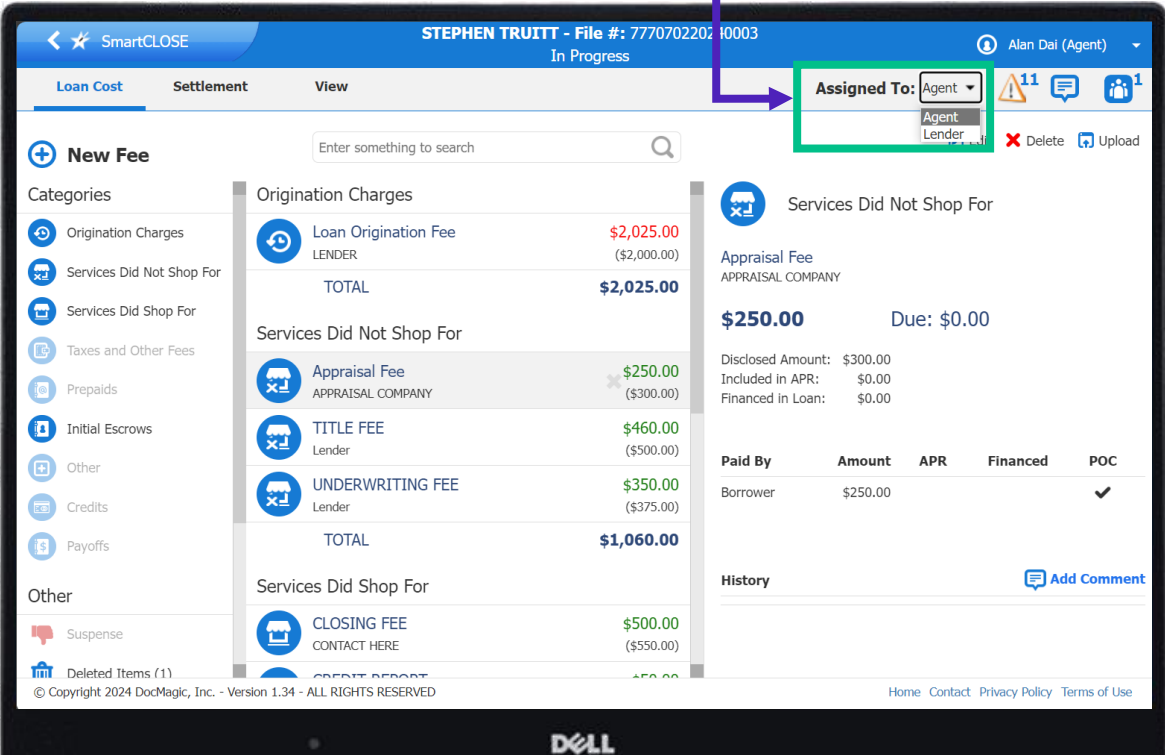 SmartCLOSE
STEPHEN TRUITT - File #: 77707022024
0003
In Progress
Alan Dai (Agent)
Loan Cost
Settlement
View
Assigned To:
Agent
Agent
Lender
11
1
Delete
Upload
New Fee
Enter something to search
Categories
Origination Charges
Services Did Not Shop For
Services Did Shop For
Taxes and Other Fees
Prepaids
Initial Escrows
Other
Credits
Payoffs
Other
Suspense
Deleted Items (1)
Origination Charges
Loan Origination Fee $2,025.00
LENDER ($2,000.00)
TOTAL $2,025.00
Services Did Not Shop For
Appraisal Fee $250.00
APPRAISAL COMPANY ($300.00)
TITLE FEE $460.00
Lender ($500.00)
UNDERWRITING FEE $350.00
Lender ($375.00)
TOTAL $1,060.00
Services Did Shop For
CLOSING FEE $500.00
CONTACT HERE ($550.00)
CREDIT REPORT
Services Did Not Shop For
Appraisal Fee
APPRAISAL COMPANY
$250.00 Due: $0.00
Disclosed Amount: $300.00
Included in APR: $0.00
Financed in Loan: $0.00
Paid By Amount APR Financed POC
Borrower $250.00
History
Add Comment
© Copyright 2024 DocMagic, Inc. - Version 1.34 - ALL RIGHTS RESERVED
Home Contact Privacy Policy Terms of Use
DELL